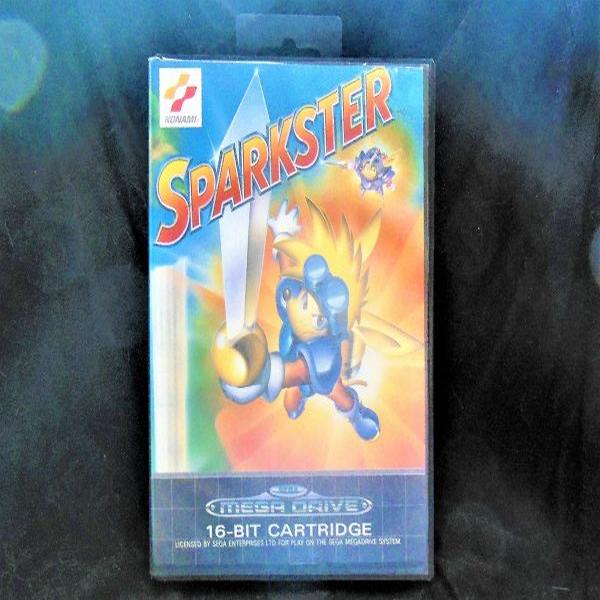 KONAMI
SPARKSTER
SEGA
MEGA DRIVE
16-BIT CARTRIDGE
LICENSED BY SEGA ENTERPRISES LTD FOR PLAY ON THE SEGA MEGADRIVE SYSTEM